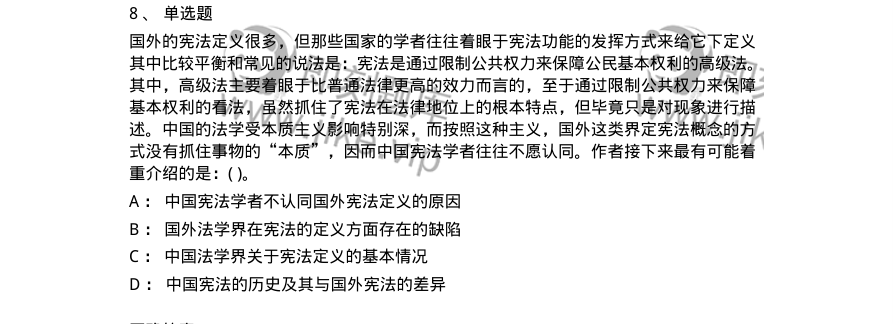 8 、 单选题
国外的宪法定义很多，但那些国家的学者往往着眼于宪法功能的发挥方式来给它下定义
其中比较平衡和常见的说法是：宪法是通过限制公共权力来保障公民基本权利的高级法。
其中，高级法主要着眼于比普通法律更高的效力而言的，至于通过限制公共权力来保障
基本权利的看法，虽然抓住了宪法在法律地位上的根本特点，但毕竟只是对现象进行描
述。中国的法学受本质主义影响特别深，而按照这种主义，国外这类界定宪法概念的方
式没有抓住事物的“本质”，因而中国宪法学者往往不愿认同。作者接下来最有可能着
重介绍的是：( )。
A ： 中国宪法学者不认同国外宪法定义的原因
B ： 国外法学界在宪法的定义方面存在的缺陷
C ： 中国法学界关于宪法定义的基本情况
D ： 中国宪法的历史及其与国外宪法的差异